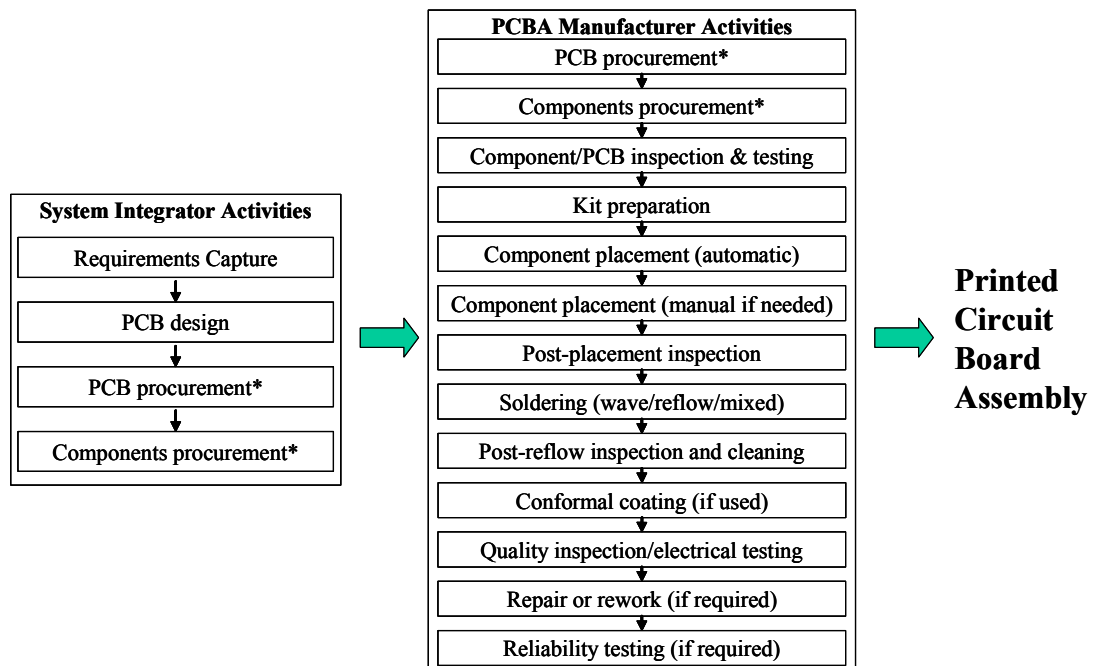 System Integrator Activities
Requirements Capture
PCB design
PCB procurement*
Components procurement*
PCBA Manufacturer Activities
PCB procurement*
Components procurement*
Component/PCB inspection & testing
Kit preparation
Component placement (automatic)
Component placement (manual if needed)
Post-placement inspection
Soldering (wave/reflow/mixed)
Post-reflow inspection and cleaning
Conformal coating (if used)
Quality inspection/electrical testing
Repair or rework (if required)
Reliability testing (if required)
Printed
Circuit
Board
Assembly